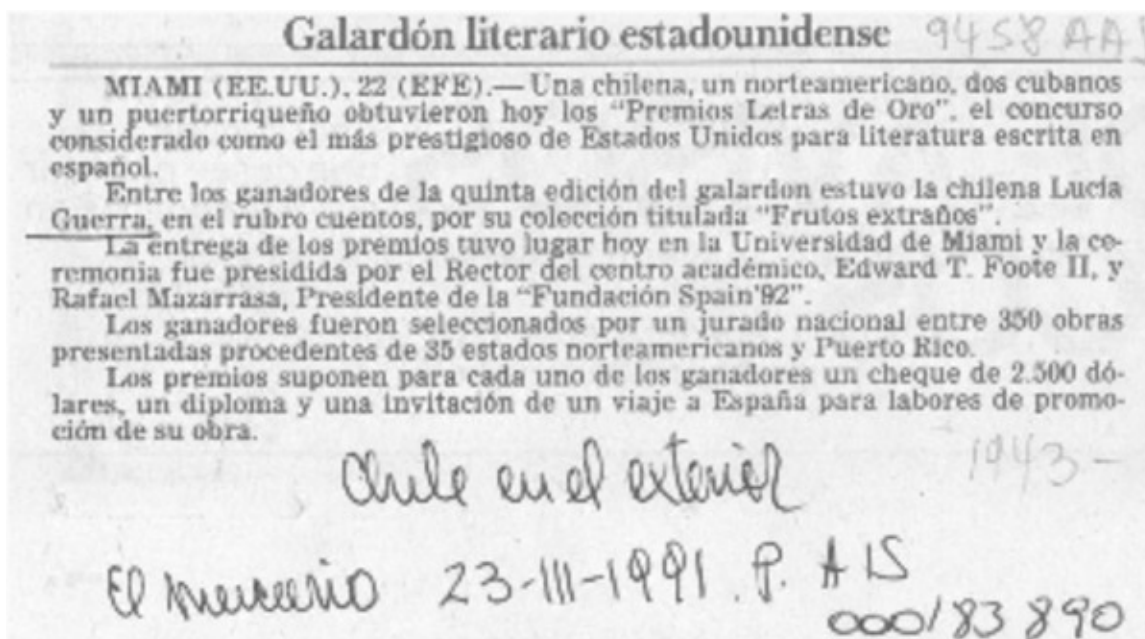 Galardón literario estadounidense 9458 AA
MIAMI (EE.UU.), 22 (EFE).— Una chilena, un norteamericano, dos cubanos
y un puertorriqueño obtuvieron hoy los "Premios Letras de Oro", el concurso
considerado como el más prestigioso de Estados Unidos para literatura escrita en
español.
Entre los ganadores de la quinta edición del galardon estuvo la chilena Lucía
Guerra, en el rubro cuentos, por su colección titulada "Frutos extraños".
La entrega de los premios tuvo lugar hoy en la Universidad de Miami y la ce-
remonia fue presidida por el Rector del centro académico, Edward T. Foote II, y
Rafael Mazarrasa, Presidente de la "Fundación Spain'92".
Los ganadores fueron seleccionados por un jurado nacional entre 350 obras
presentadas procedentes de 35 estados norteamericanos y Puerto Rico.
Los premios suponen para cada uno de los ganadores un cheque de 2.500 dó-
lares, un diploma y una invitación de un viaje a España para labores de promo-
ción de su obra.
1943-
Chile en el exterior
El Mercurio 23-III-1991. P. A15
000183890